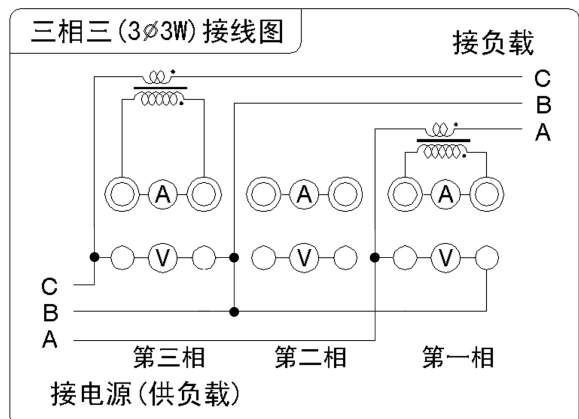 三相三(3∅3W)接线图
接负载
C
B
A
A A A
V V V
C
B
A
第三相 第二相 第一相
接电源(供负载)